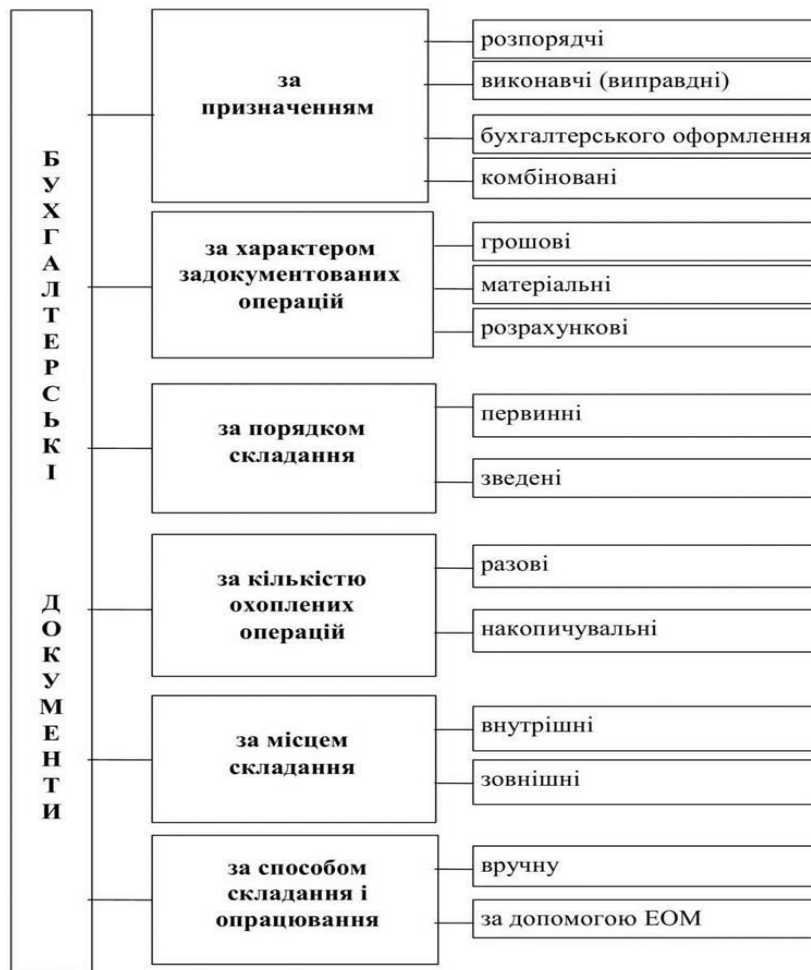 БУХГАЛТЕРСЬКІ ДОКУМЕНТИ
за
призначенням
розпорядчі
виконавчі (виправдні)
бухгалтерського оформлення
комбіновані
за характером
задокументованих
операцій
грошові
матеріальні
розрахункові
за порядком
складання
первинні
зведені
за кількістю
охоплених
операцій
разові
накопичувальні
за місцем
складання
внутрішні
зовнішні
за способом
складання і
опрацювання
вручну
за допомогою ЕОМ